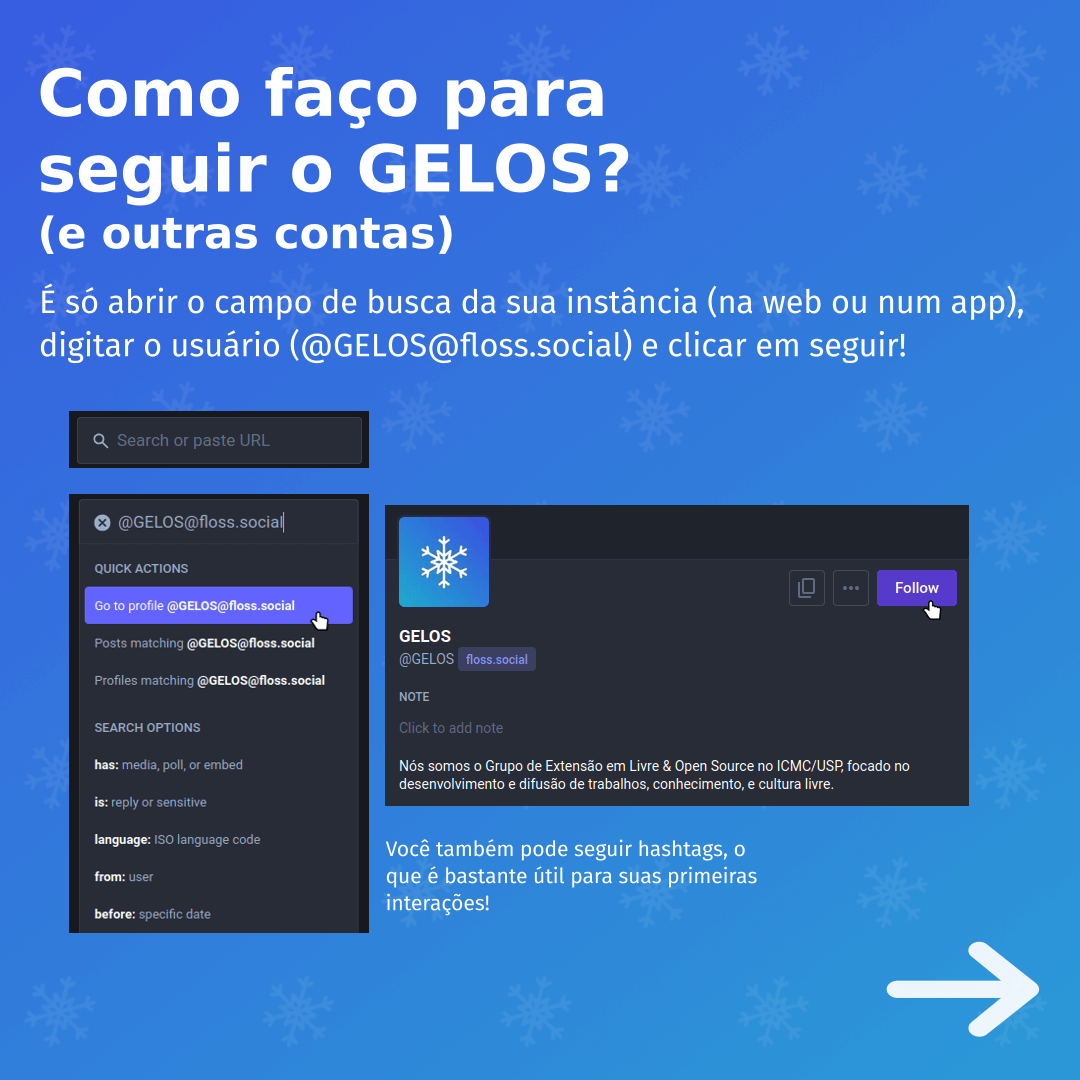 Como faço para
seguir o GELOS?
(e outras contas)
É só abrir o campo de busca da sua instância (na web ou num app),
digitar o usuário (@GELOS@floss.social) e clicar em seguir!
Search or paste URL
@GELOS@floss.social
QUICK ACTIONS
Go to profile @GELOS@floss.social
Posts matching @GELOS@floss.social
Profiles matching @GELOS@floss.social
SEARCH OPTIONS
has: media, poll, or embed
is: reply or sensitive
language: ISO language code
from: user
before: specific date
Follow
GELOS
@GELOS floss.social
NOTE
Click to add note
Nós somos o Grupo de Extensão em Livre & Open Source no ICMC/USP, focado no
desenvolvimento e difusão de trabalhos, conhecimento, e cultura livre.
Você também pode seguir hashtags, o
que é bastante útil para suas primeiras
interações!